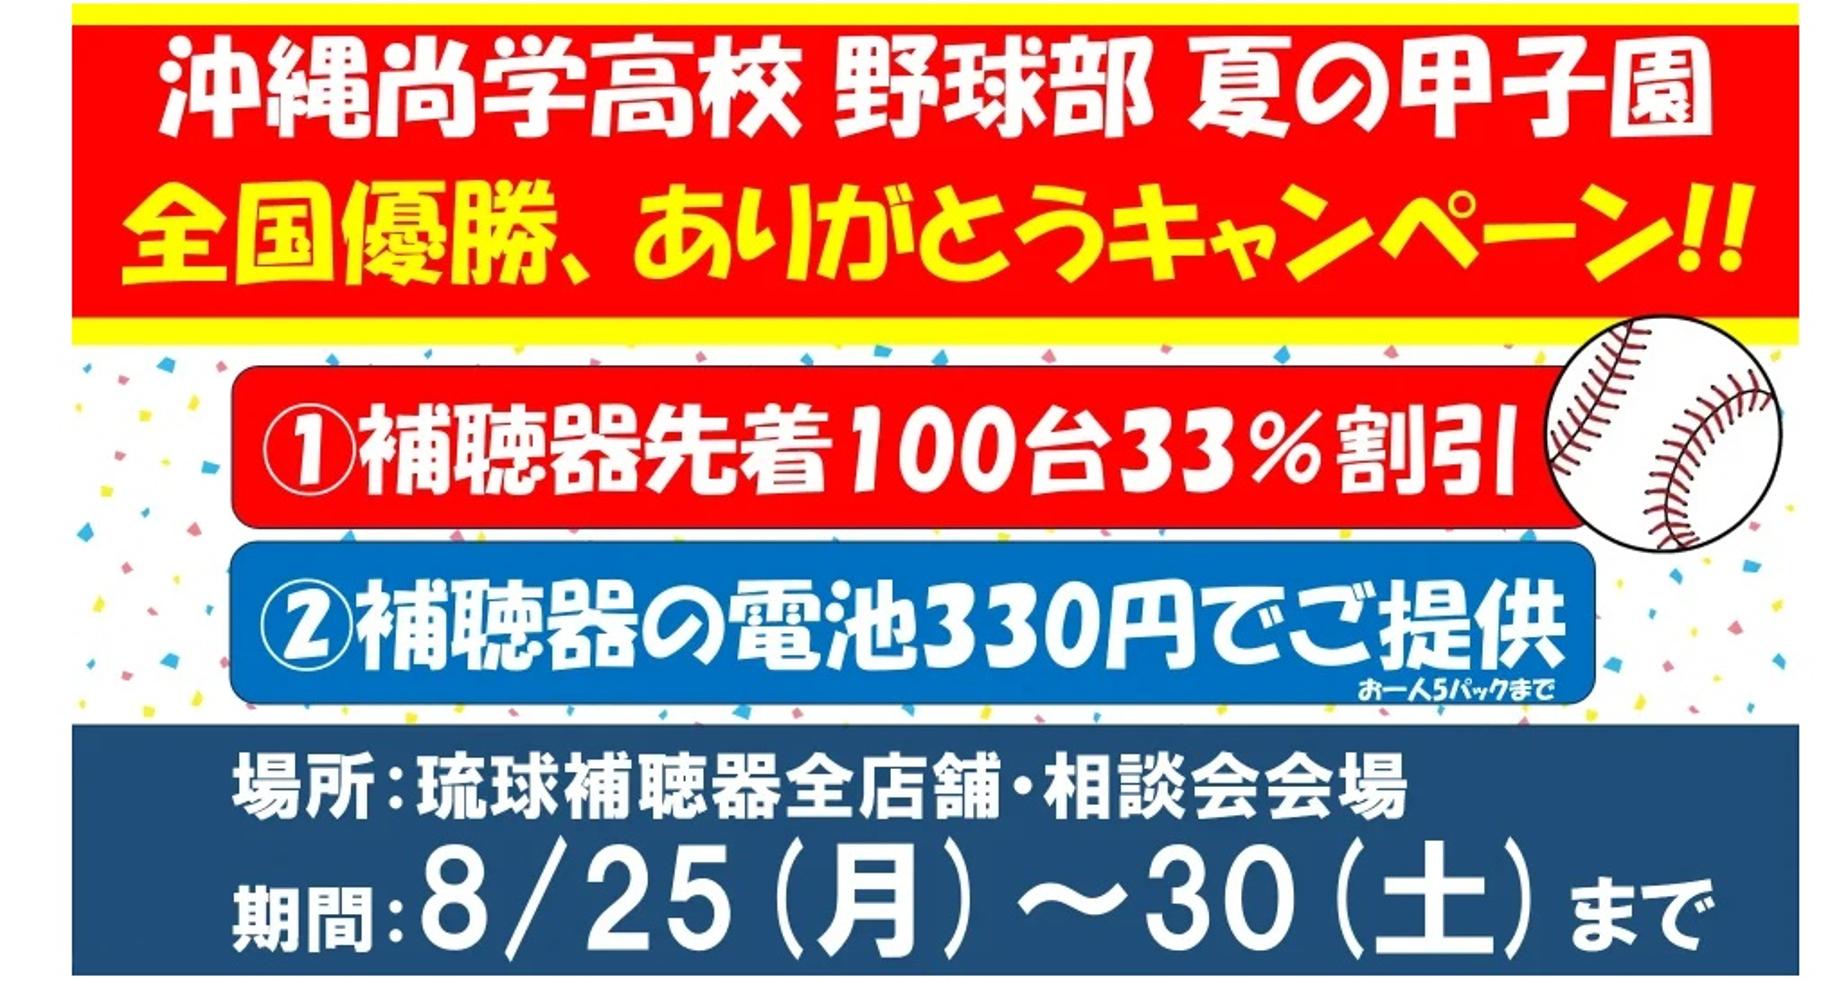 沖縄尚学高校 野球部 夏の甲子園
全国優勝、ありがとうキャンペーン!!
①補聴器先着100台33%割引
②補聴器の電池330円でご提供
お一人5パックまで
場所:琉球補聴器全店舗・相談会会場
期間:8/25(月)～30(土)まで